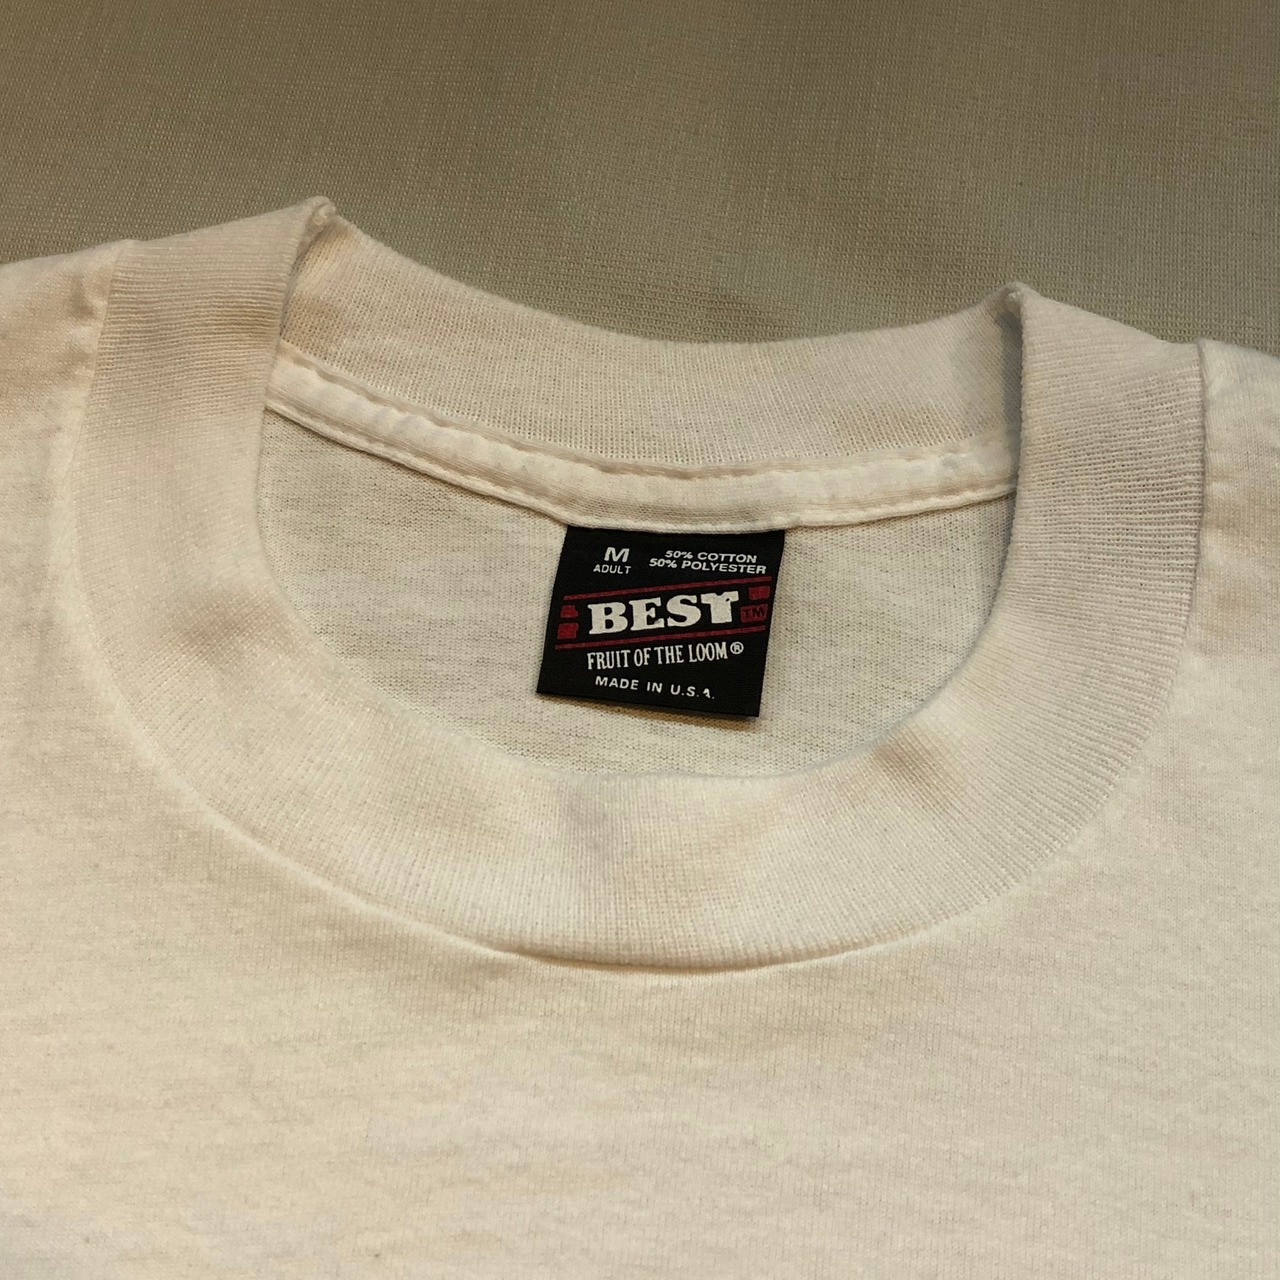 M
ADULT
50% COTTON
50% POLYESTER
BEST TM
FRUIT OF THE LOOM®
MADE IN U.S.A.